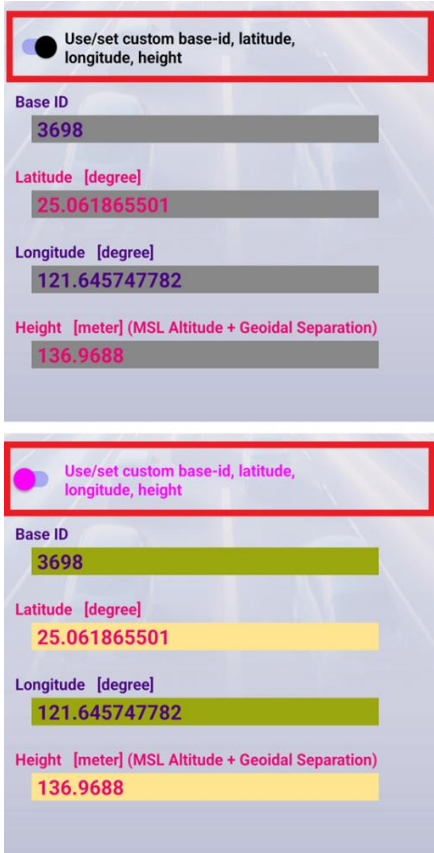 Use/set custom base-id, latitude,
longitude, height
Base ID
3698
Latitude [degree]
25.061865501
Longitude [degree]
121.645747782
Height [meter] (MSL Altitude + Geoidal Separation)
136.9688
Use/set custom base-id, latitude,
longitude, height
Base ID
3698
Latitude [degree]
25.061865501
Longitude [degree]
121.645747782
Height [meter] (MSL Altitude + Geoidal Separation)
136.9688